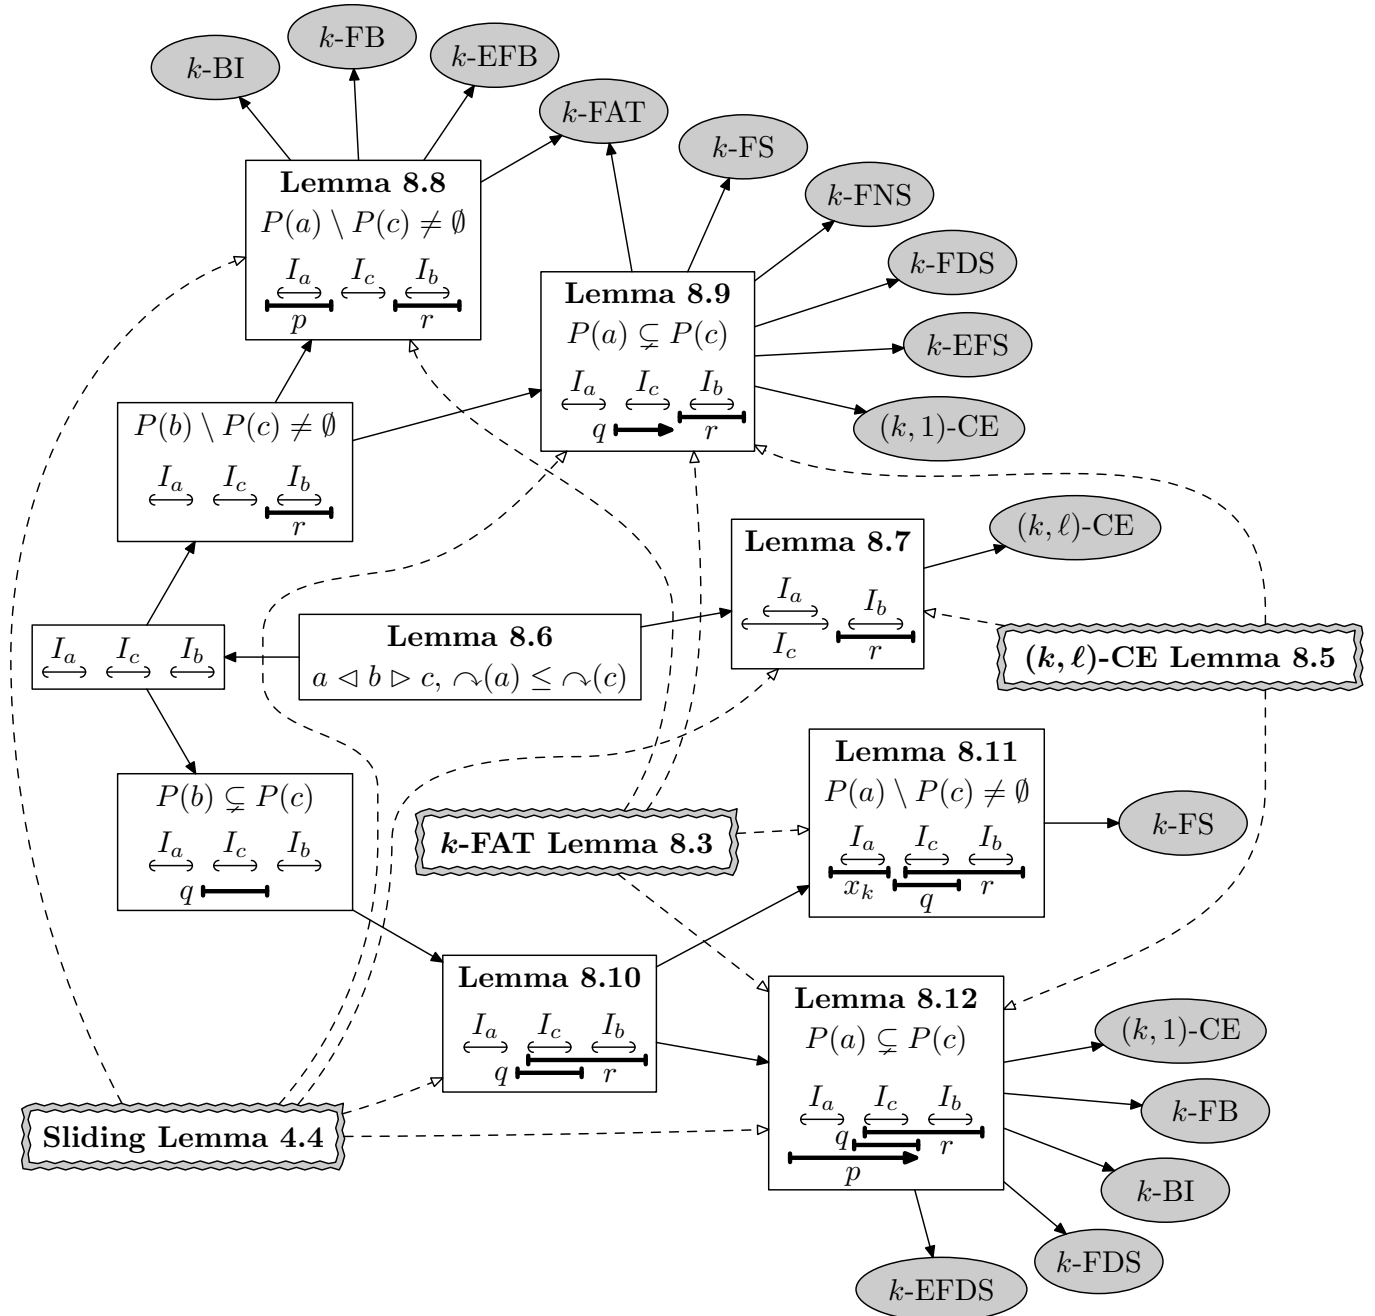 k-BI
k-FB
k-EFB
k-FAT
k-FS
k-FNS
k-FDS
k-EFS
(k, 1)-CE
Lemma 8.8
P(a) \ P(c) ≠ ∅
I_a I_c I_b
p r
Lemma 8.9
P(a) ⊊ P(c)
I_a I_c I_b
q r
P(b) \ P(c) ≠ ∅
I_a I_c I_b
r
Lemma 8.7
I_a I_b
I_c r
(k, ℓ)-CE
I_a I_c I_b
Lemma 8.6
a ◁ b ▷ c, ↷(a) ≤ ↷(c)
(k, ℓ)-CE Lemma 8.5
P(b) ⊊ P(c)
I_a I_c I_b
q
k-FAT Lemma 8.3
Lemma 8.11
P(a) \ P(c) ≠ ∅
I_a I_c I_b
x_k q r
k-FS
Lemma 8.10
I_a I_c I_b
q r
Lemma 8.12
P(a) ⊊ P(c)
I_a I_c I_b
q r
p
Sliding Lemma 4.4
(k, 1)-CE
k-FB
k-BI
k-FDS
k-EFDS